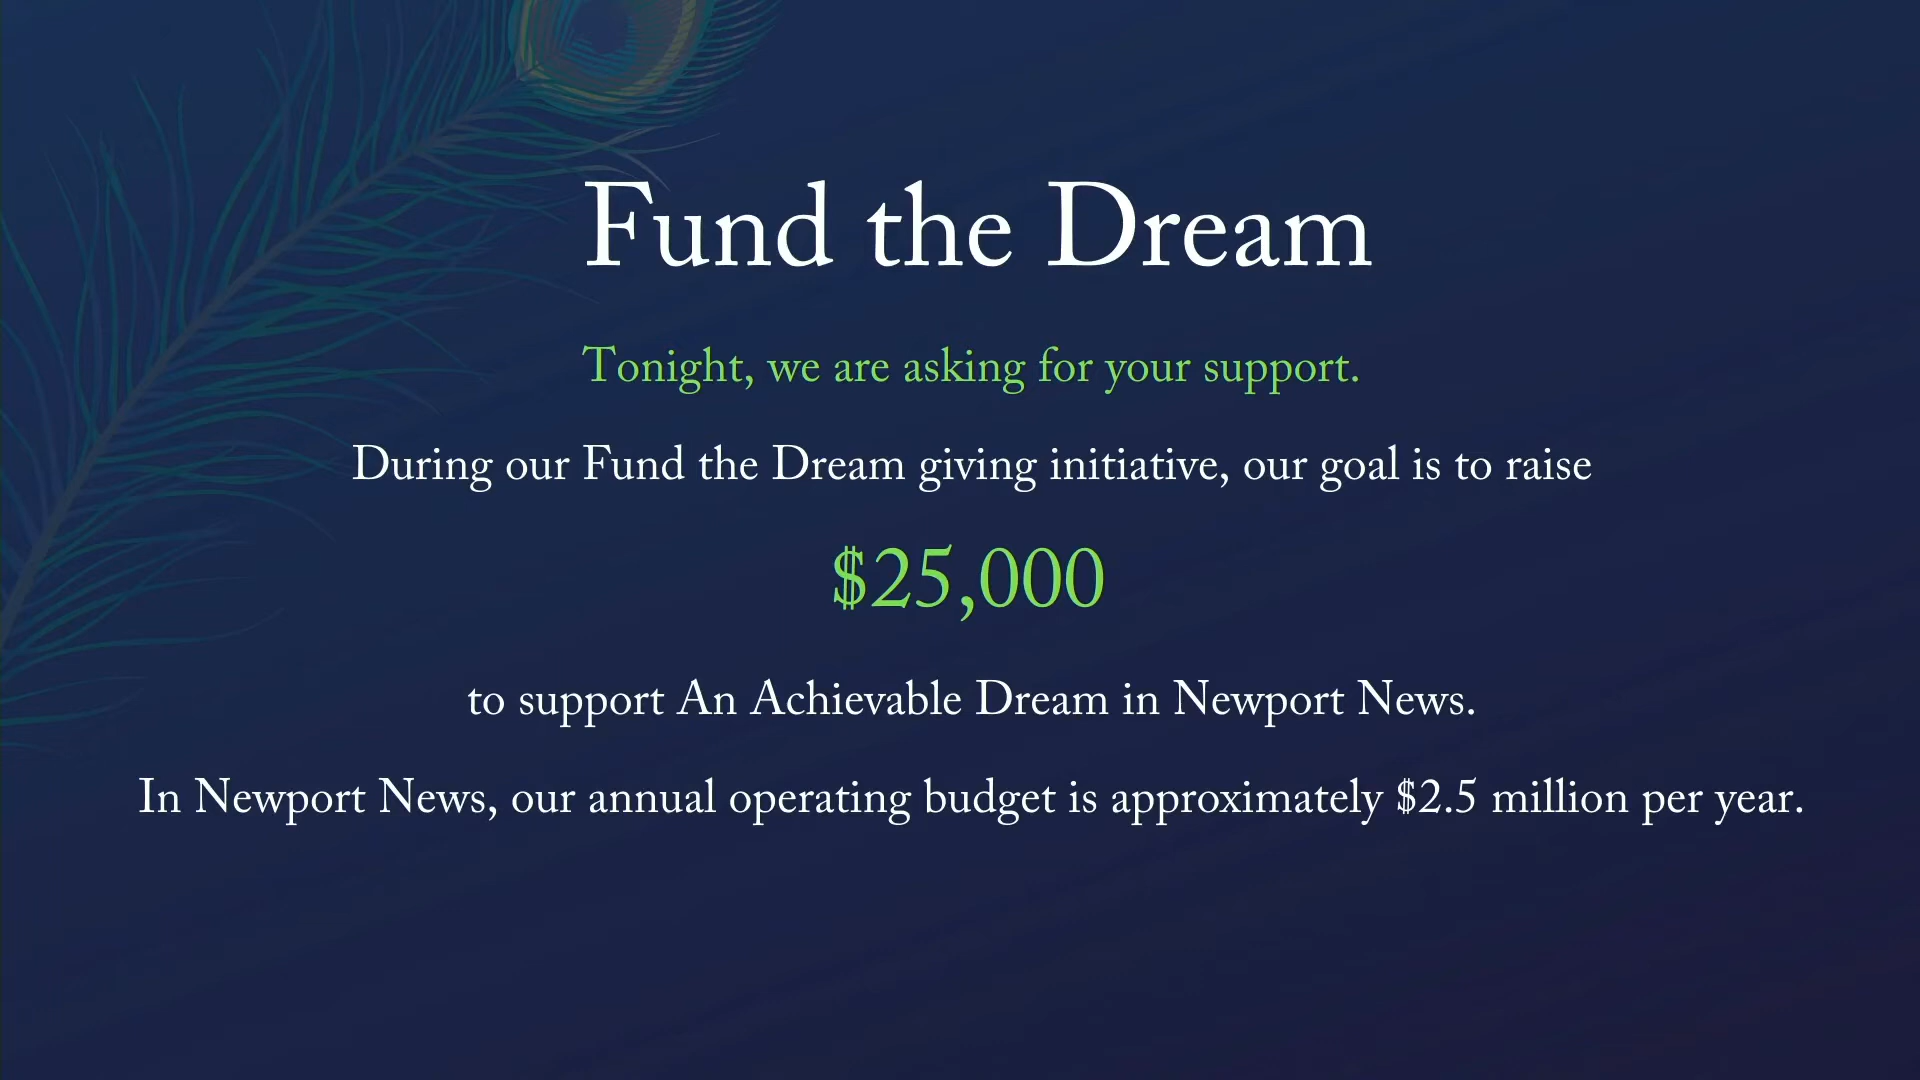 Fund the Dream
Tonight, we are asking for your support.
During our Fund the Dream giving initiative, our goal is to raise
$25,000
to support An Achievable Dream in Newport News.
In Newport News, our annual operating budget is approximately $2.5 million per year.